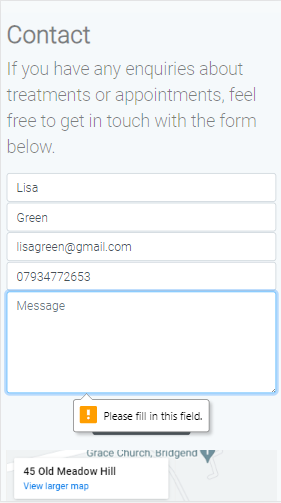 Contact
If you have any enquiries about
treatments or appointments, feel
free to get in touch with the form
below.
Lisa
Green
lisagreen@gmail.com
07934772653
Message
Please fill in this field.
Grace Church, Bridgend
45 Old Meadow Hill
View larger map